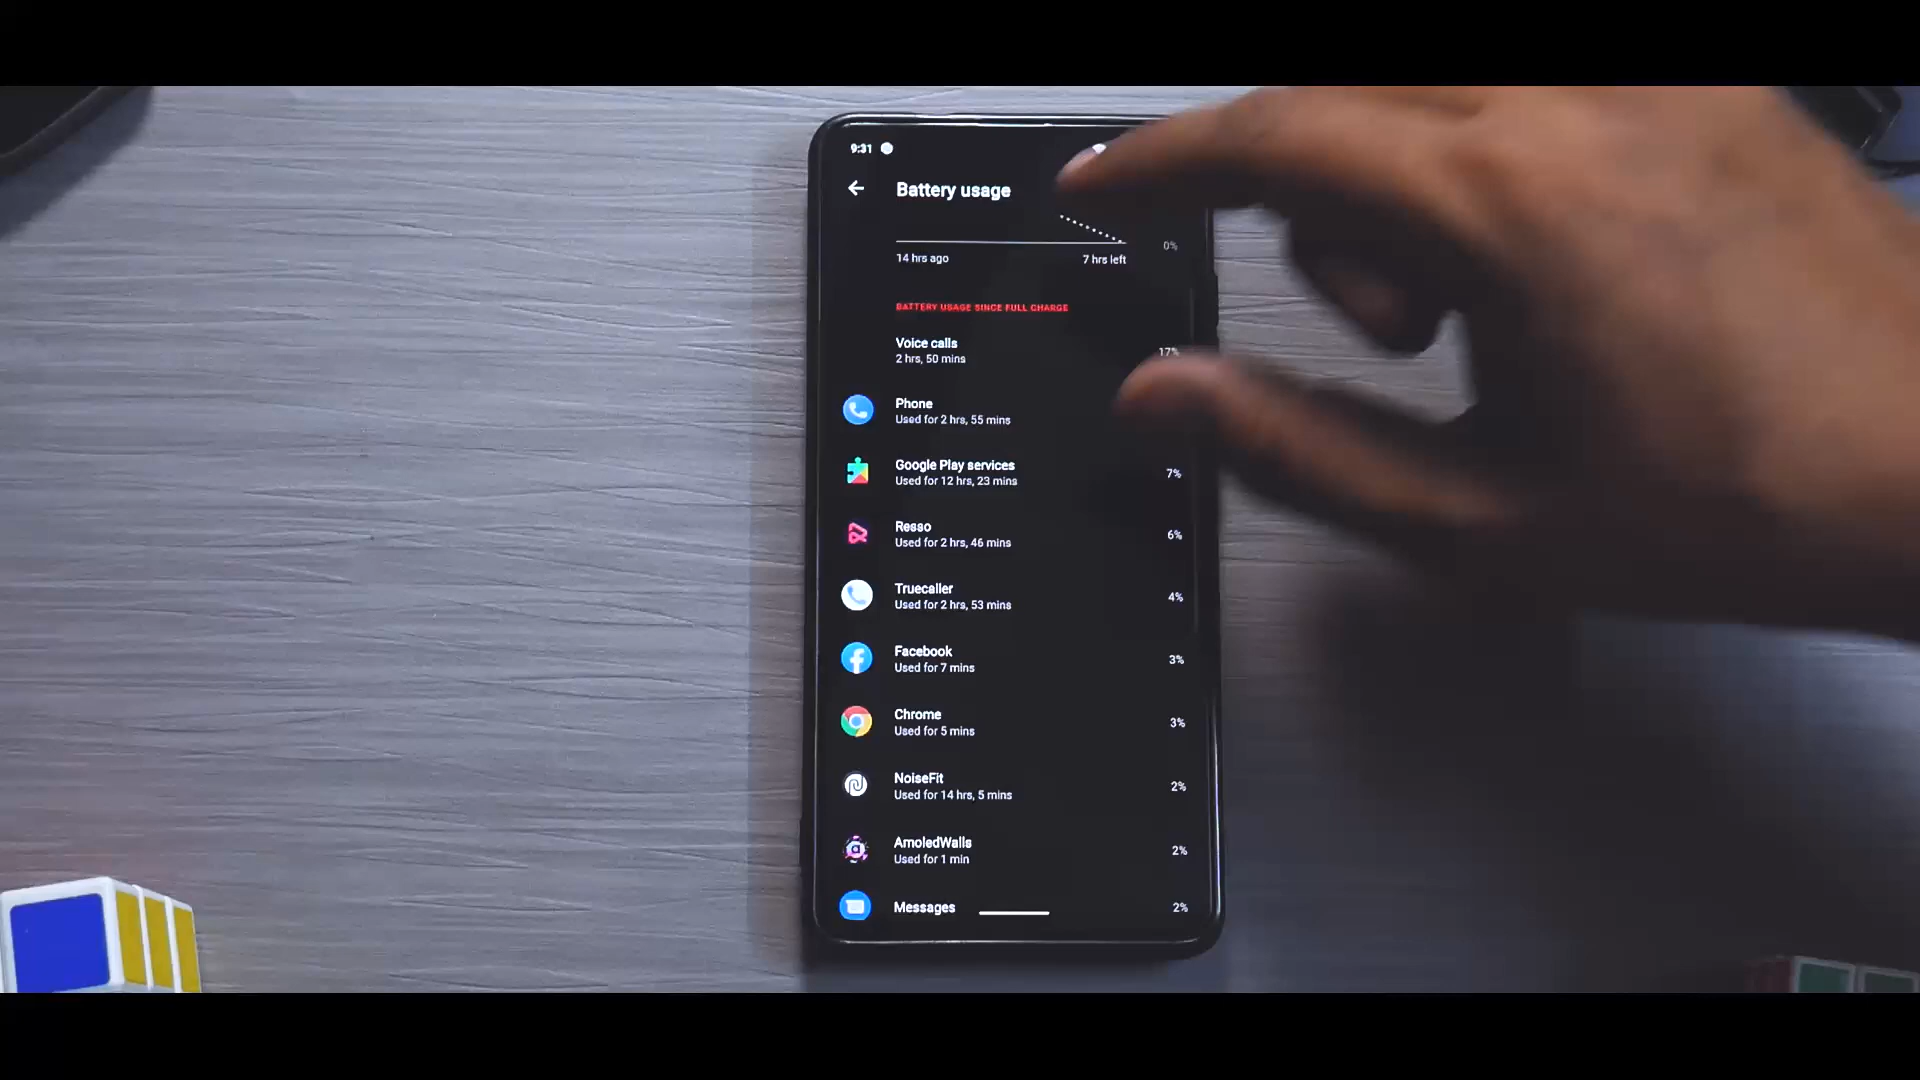 9:31
Battery usage
0%
14 hrs ago
7 hrs left
BATTERY USAGE SINCE FULL CHARGE
Voice calls
2 hrs, 50 mins
17%
Phone
Used for 2 hrs, 55 mins
Google Play services
Used for 12 hrs, 23 mins
7%
Resso
Used for 2 hrs, 46 mins
6%
Truecaller
Used for 2 hrs, 53 mins
4%
Facebook
Used for 7 mins
3%
Chrome
Used for 5 mins
3%
NoiseFit
Used for 14 hrs, 5 mins
2%
AmoledWalls
Used for 1 min
2%
Messages
2%